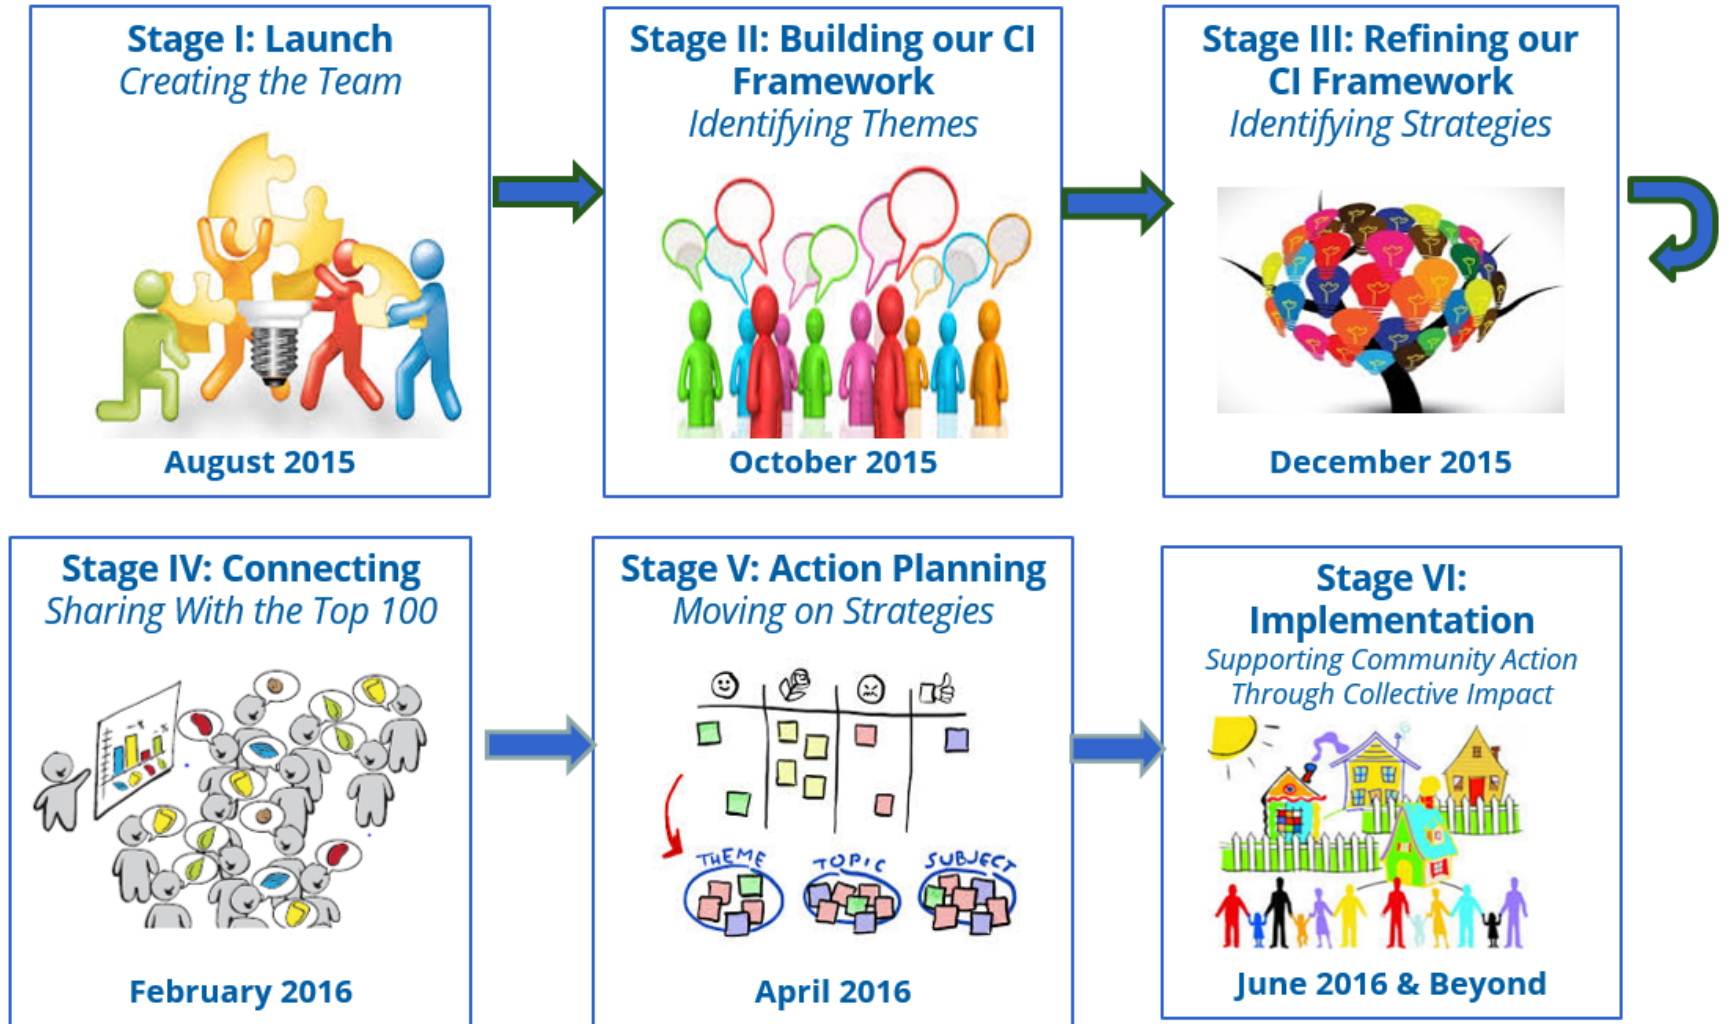 Stage I: Launch
Creating the Team
August 2015
Stage II: Building our CI
Framework
Identifying Themes
October 2015
Stage III: Refining our
CI Framework
Identifying Strategies
December 2015
Stage IV: Connecting
Sharing With the Top 100
February 2016
Stage V: Action Planning
Moving on Strategies
THEME
TOPIC
SUBJECT
April 2016
Stage VI:
Implementation
Supporting Community Action
Through Collective Impact
June 2016 & Beyond